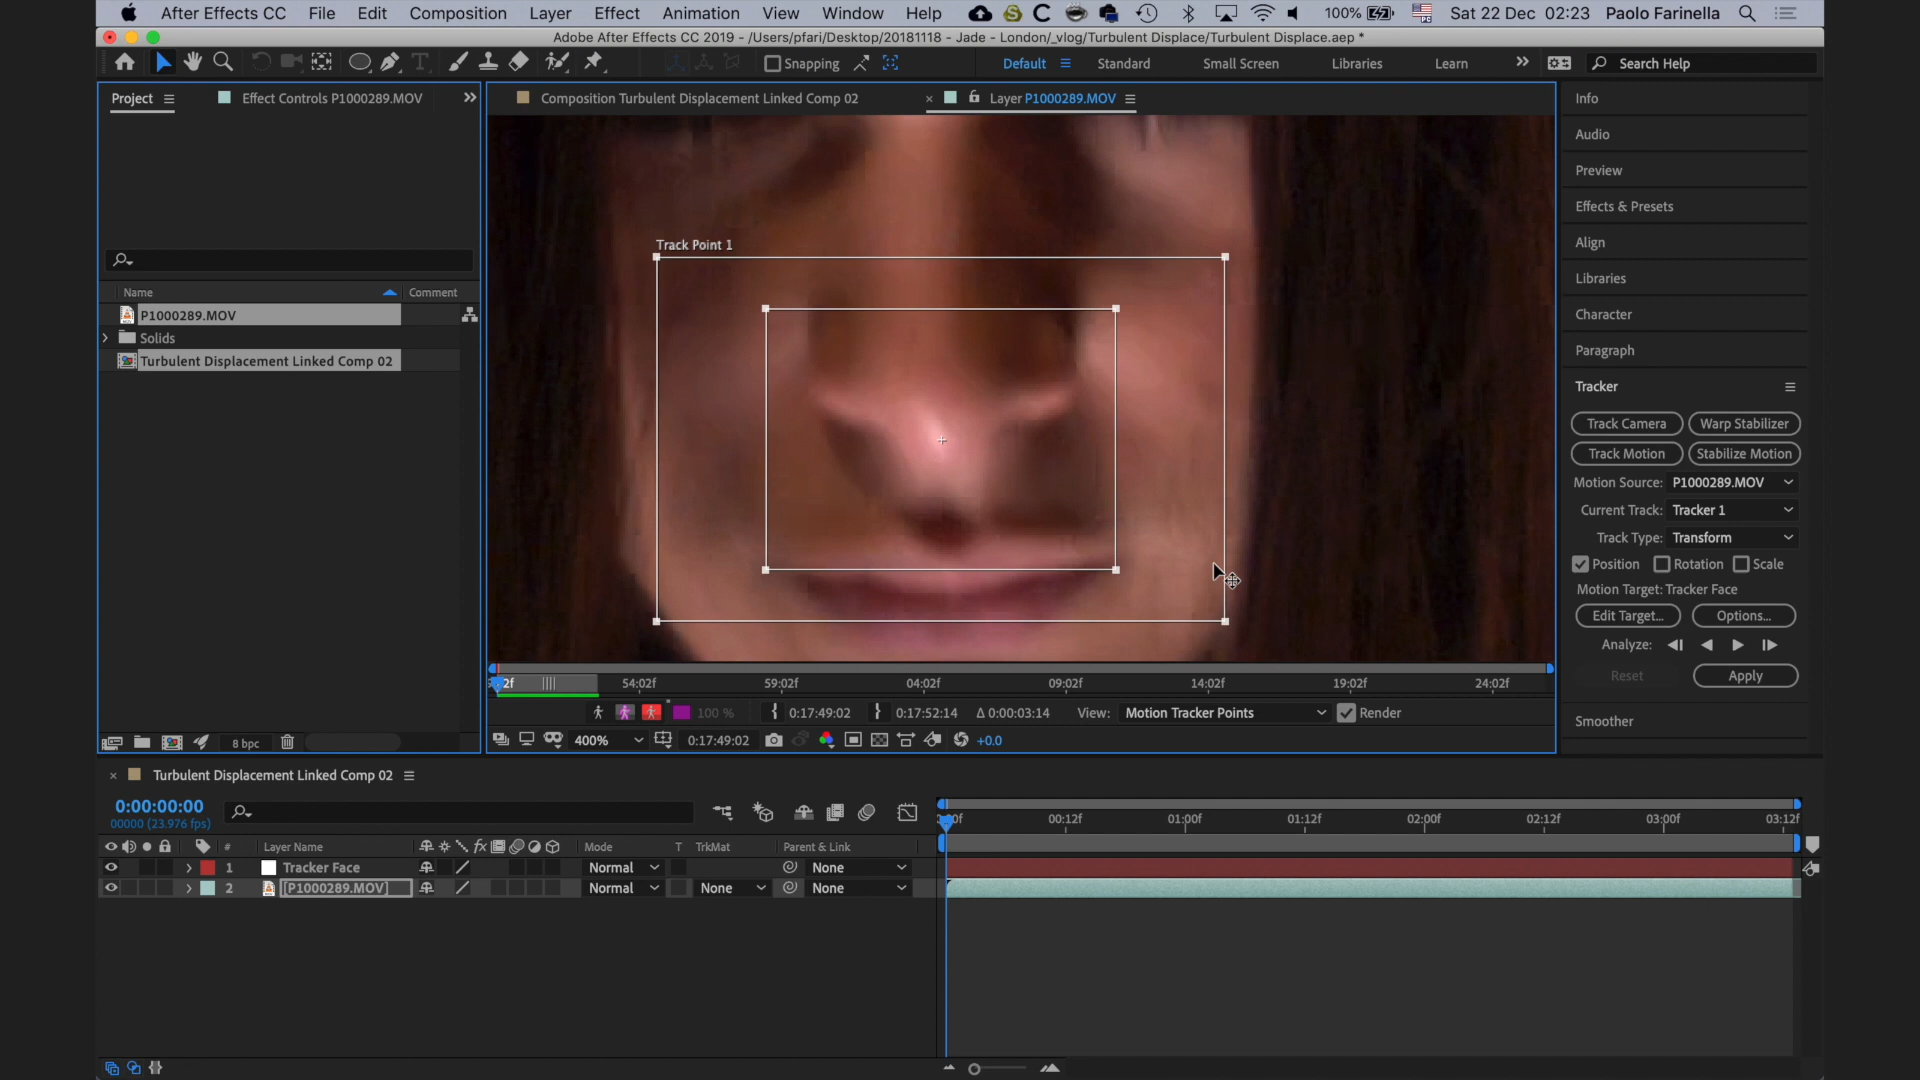 After Effects CC File Edit Composition Layer Effect Animation View Window Help 100% Sat 22 Dec 02:23 Paolo Farinella
Adobe After Effects CC 2019 - /Users/pfari/Desktop/20181118 - Jade - London/_vlog/Turbulent Displace/Turbulent Displace.aep *
Snapping Default Standard Small Screen Libraries Learn Search Help
Project Effect Controls P1000289.MOV
Composition Turbulent Displacement Linked Comp 02 Layer P1000289.MOV
Info
Audio
Preview
Effects & Presets
Align
Libraries
Character
Paragraph
Tracker
Track Camera Warp Stabilizer
Track Motion Stabilize Motion
Motion Source: P1000289.MOV
Current Track: Tracker 1
Track Type: Transform
Position Rotation Scale
Motion Target: Tracker Face
Edit Target... Options...
Analyze:
Reset Apply
Smoother
Name Comment
P1000289.MOV
Solids
Turbulent Displacement Linked Comp 02
8 bpc
Track Point 1
2f 54:02f 59:02f 04:02f 09:02f 14:02f 19:02f 24:02f
100 % 0:17:49:02 0:17:52:14 Δ 0:00:03:14 View: Motion Tracker Points Render
400% 0:17:49:02 +0.0
Turbulent Displacement Linked Comp 02
0:00:00:00
00000 (23.976 fps)
00:12f 01:00f 01:12f 02:00f 02:12f 03:00f 03:12f
# Layer Name Mode T TrkMat Parent & Link
1 Tracker Face Normal None
2 [P1000289.MOV] Normal None None